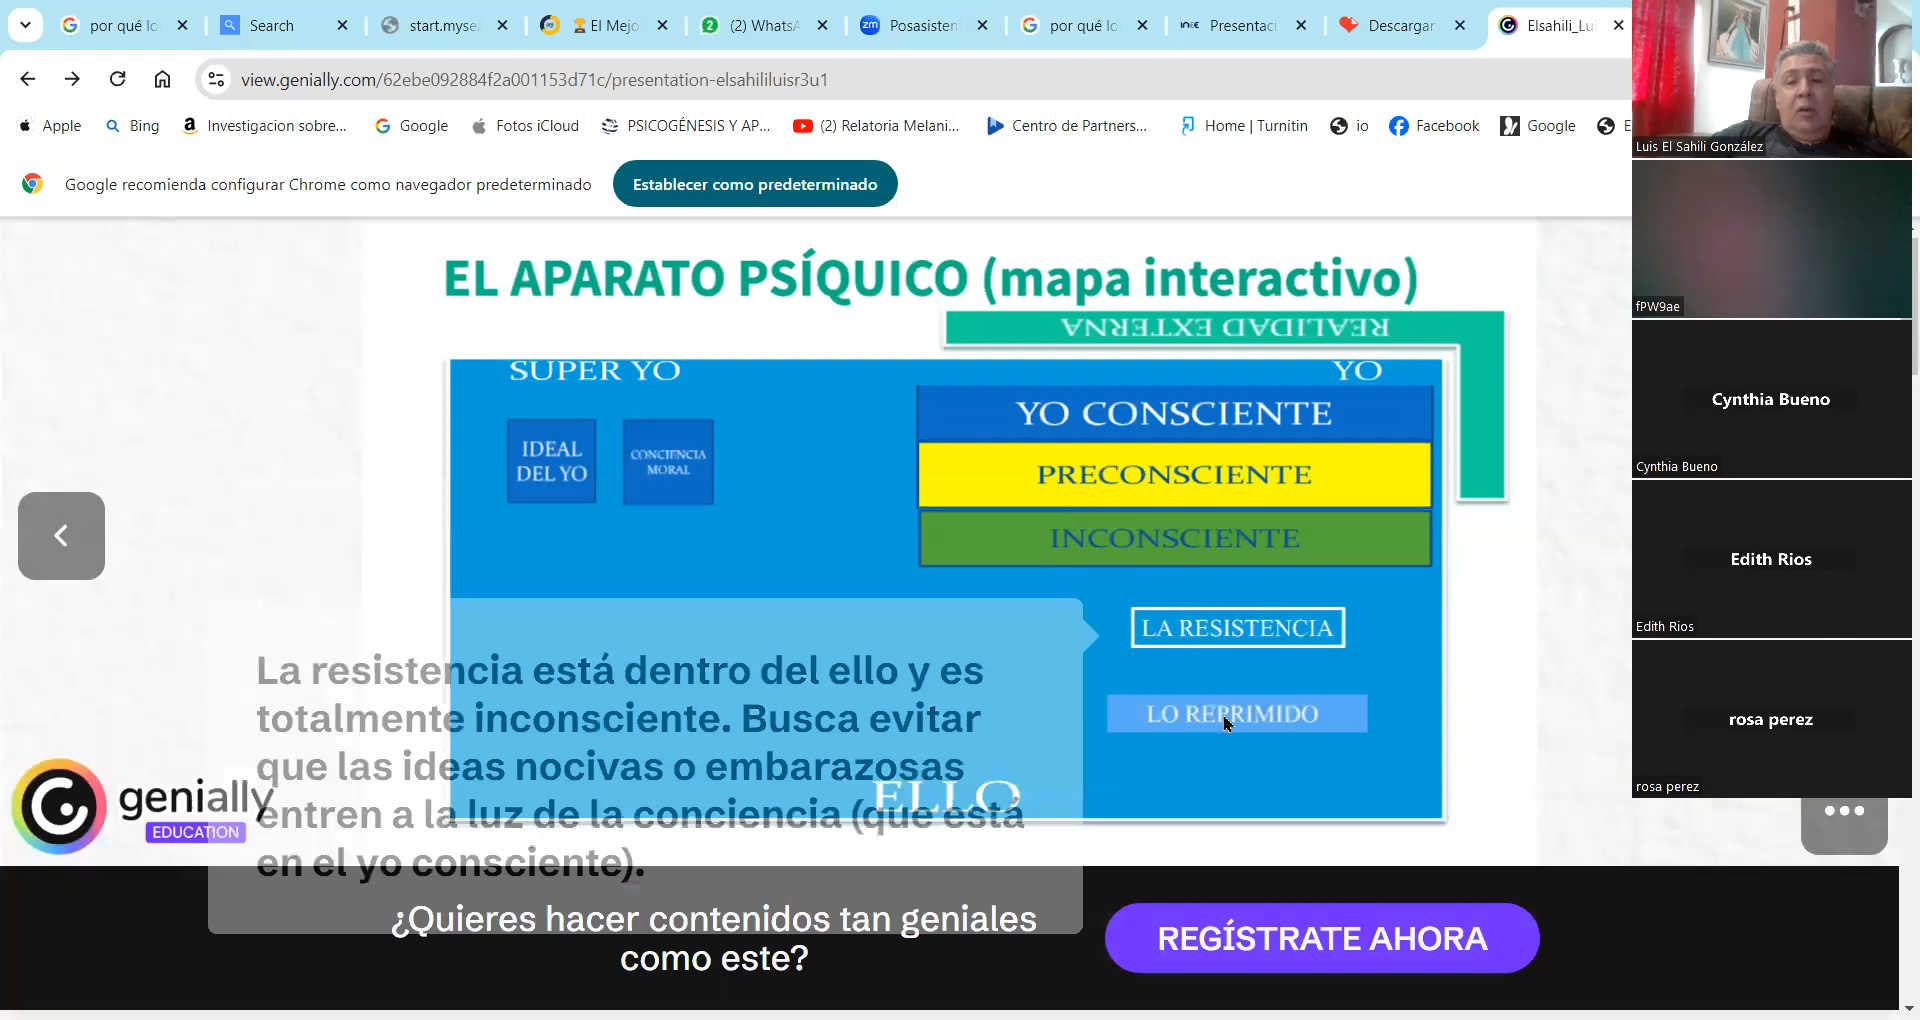 por qué lo
Search
start.myse
El Mejo
(2) WhatsA
Posasisten
por qué lo
Presentaci
Descargar
Elsahili_Lu
view.genially.com/62ebe092884f2a001153d71c/presentation-elsahililuisr3u1
Apple
Bing
Investigacion sobre...
Google
Fotos iCloud
PSICOGÉNESIS Y AP...
(2) Relatoria Melani...
Centro de Partners...
Home | Turnitin
io
Facebook
Google
E
Google recomienda configurar Chrome como navegador predeterminado
Establecer como predeterminado
EL APARATO PSÍQUICO (mapa interactivo)
REALIDAD EXTERNA
SUPER YO
YO
IDEAL
DEL YO
CONCIENCIA
MORAL
YO CONSCIENTE
PRECONSCIENTE
INCONSCIENTE
LA RESISTENCIA
LO REPRIMIDO
ELLO
La resistencia está dentro del ello y es
totalmente inconsciente. Busca evitar
que las ideas nocivas o embarazosas
entren a la luz de la conciencia (que está
en el yo consciente).
genially
EDUCATION
¿Quieres hacer contenidos tan geniales
como este?
REGÍSTRATE AHORA
Luis El Sahili González
fPW9ae
Cynthia Bueno
Cynthia Bueno
Edith Rios
Edith Rios
rosa perez
rosa perez